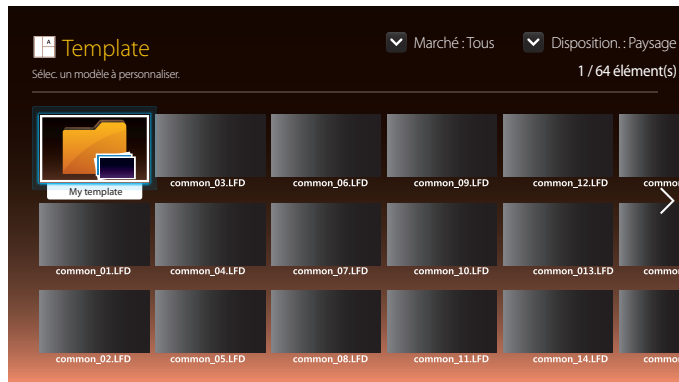 Template
Marché : Tous
Disposition. : Paysage
Sélec. un modèle à personnaliser.
1 / 64 élément(s)
My template
common_03.LFD
common_06.LFD
common_09.LFD
common_12.LFD
common_01.LFD
common_04.LFD
common_07.LFD
common_10.LFD
common_013.LFD
common_02.LFD
common_05.LFD
common_08.LFD
common_11.LFD
common_14.LFD